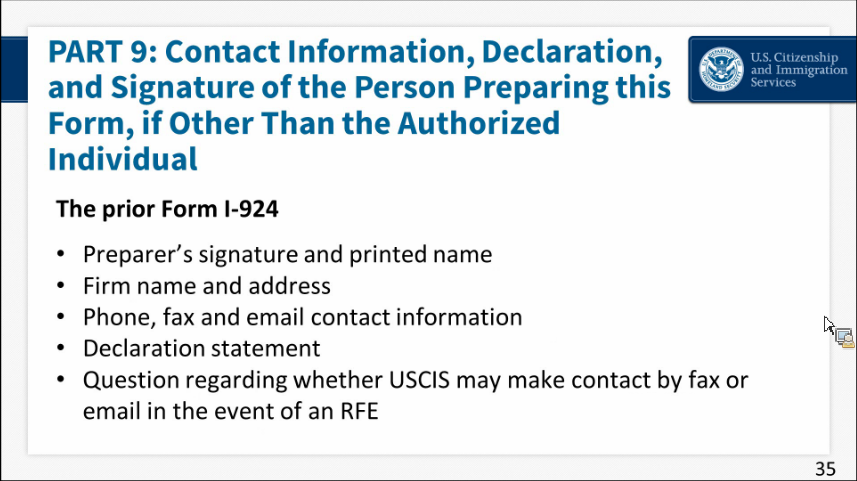 PART 9: Contact Information, Declaration,
and Signature of the Person Preparing this
Form, if Other Than the Authorized
Individual
U.S. Citizenship
and Immigration
Services
The prior Form I-924
• Preparer's signature and printed name
• Firm name and address
• Phone, fax and email contact information
• Declaration statement
• Question regarding whether USCIS may make contact by fax or
email in the event of an RFE
35